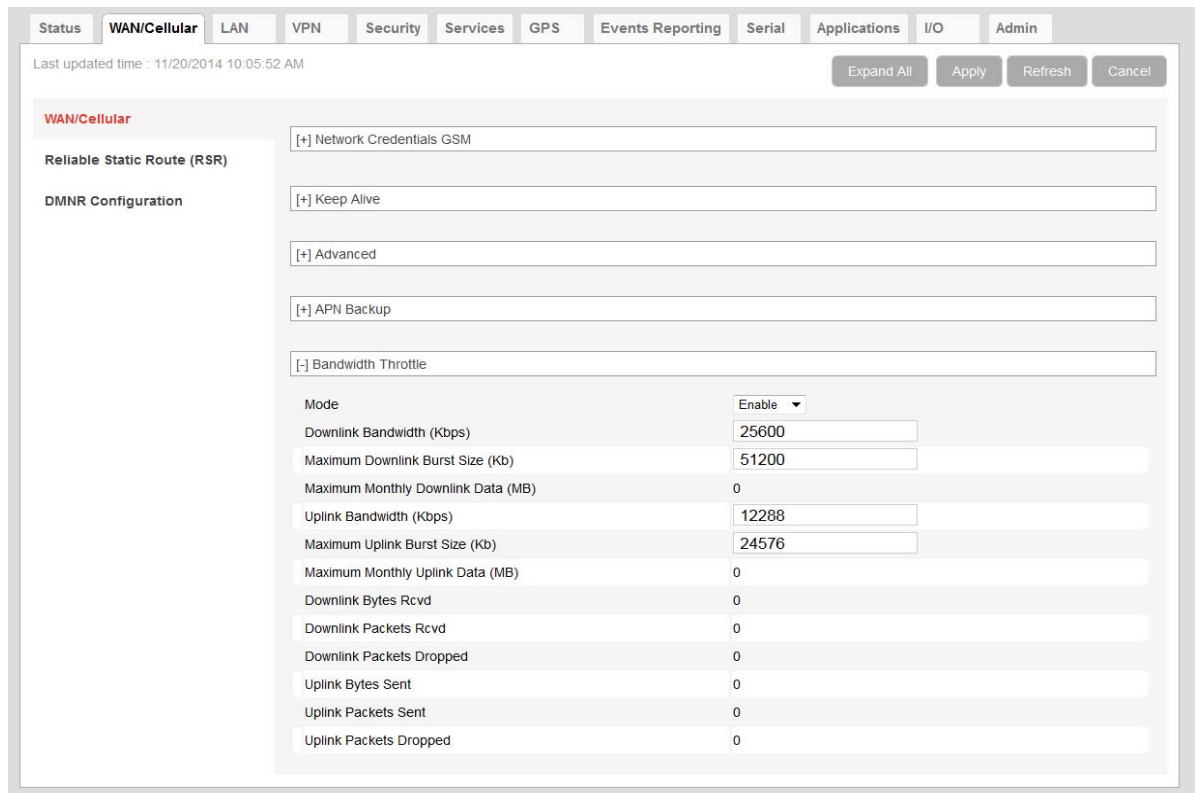 Status WAN/Cellular LAN VPN Security Services GPS Events Reporting Serial Applications I/O Admin
Last updated time : 11/20/2014 10:05:52 AM
Expand All Apply Refresh Cancel
WAN/Cellular
Reliable Static Route (RSR)
DMNR Configuration
[+] Network Credentials GSM
[+] Keep Alive
[+] Advanced
[+] APN Backup
[-] Bandwidth Throttle
Mode Enable
Downlink Bandwidth (Kbps) 25600
Maximum Downlink Burst Size (Kb) 51200
Maximum Monthly Downlink Data (MB) 0
Uplink Bandwidth (Kbps) 12288
Maximum Uplink Burst Size (Kb) 24576
Maximum Monthly Uplink Data (MB) 0
Downlink Bytes Rcvd 0
Downlink Packets Rcvd 0
Downlink Packets Dropped 0
Uplink Bytes Sent 0
Uplink Packets Sent 0
Uplink Packets Dropped 0